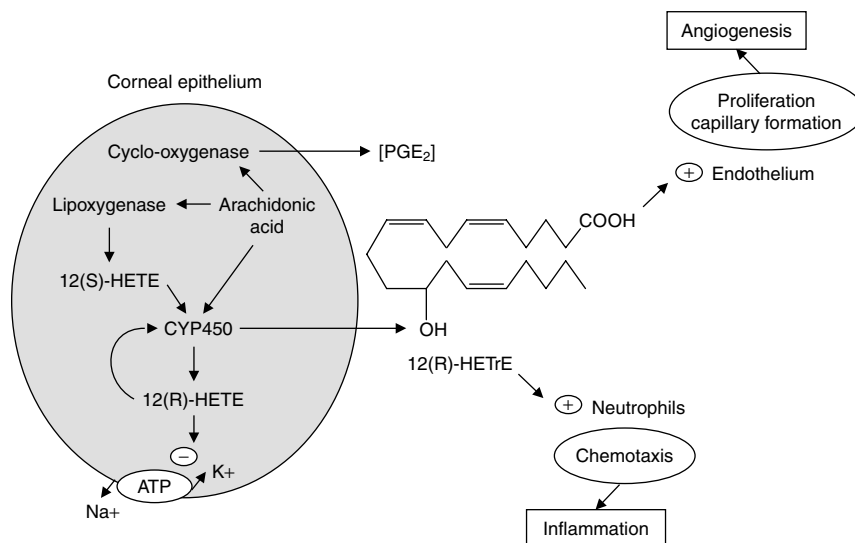 Angiogenesis
Corneal epithelium
Proliferation
capillary formation
Cyclo-oxygenase
[PGE2]
+ Endothelium
Lipoxygenase
Arachidonic
acid
COOH
12(S)-HETE
CYP450
OH
12(R)-HETrE
12(R)-HETE
+ Neutrophils
−
K+
Chemotaxis
ATP
Na+
Inflammation